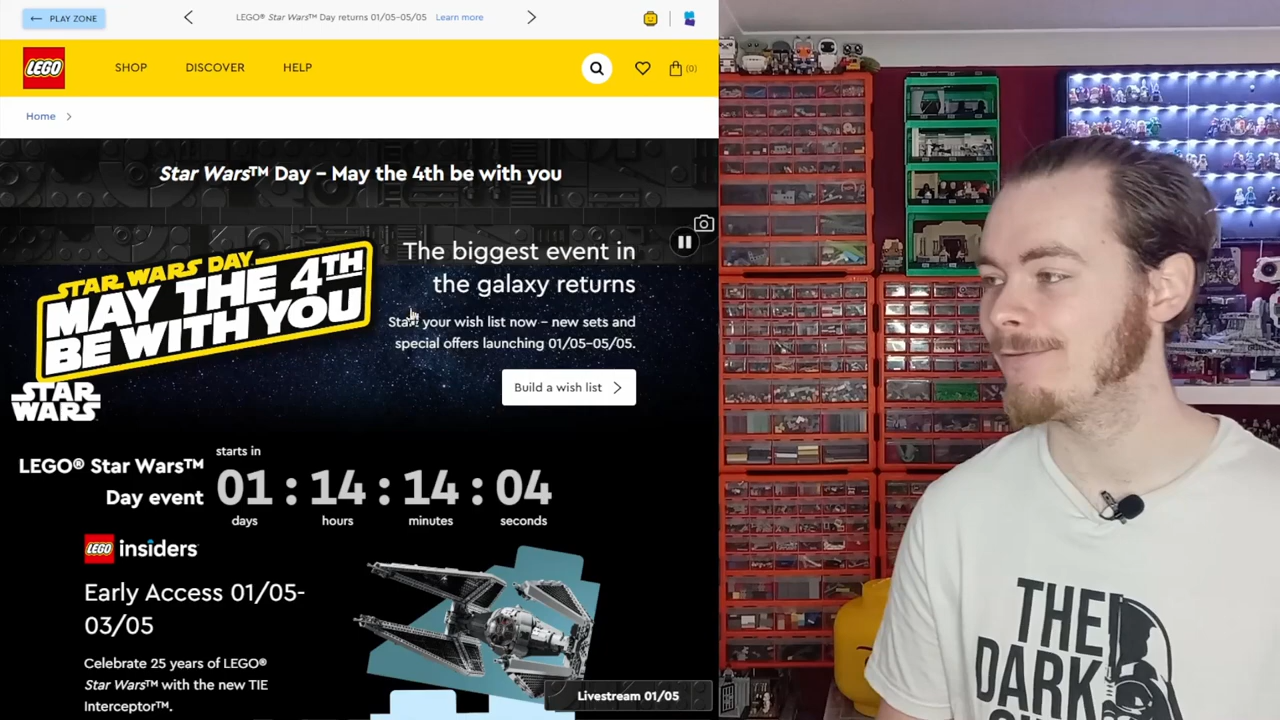 ← PLAY ZONE
LEGO® Star Wars™ Day returns 01/05-05/05 Learn more
LEGO
SHOP
DISCOVER
HELP
(0)
Home
Star Wars™ Day – May the 4th be with you
STAR WARS DAY
MAY THE 4TH
BE WITH YOU
STAR
WARS
The biggest event in
the galaxy returns
Start your wish list now – new sets and
special offers launching 01/05-05/05.
Build a wish list
LEGO® Star Wars™
Day event
starts in
01 : 14 : 14 : 04
days hours minutes seconds
LEGO insiders
Early Access 01/05-
03/05
Celebrate 25 years of LEGO®
Star Wars™ with the new TIE
Interceptor™.
Livestream 01/05
THE
DARK